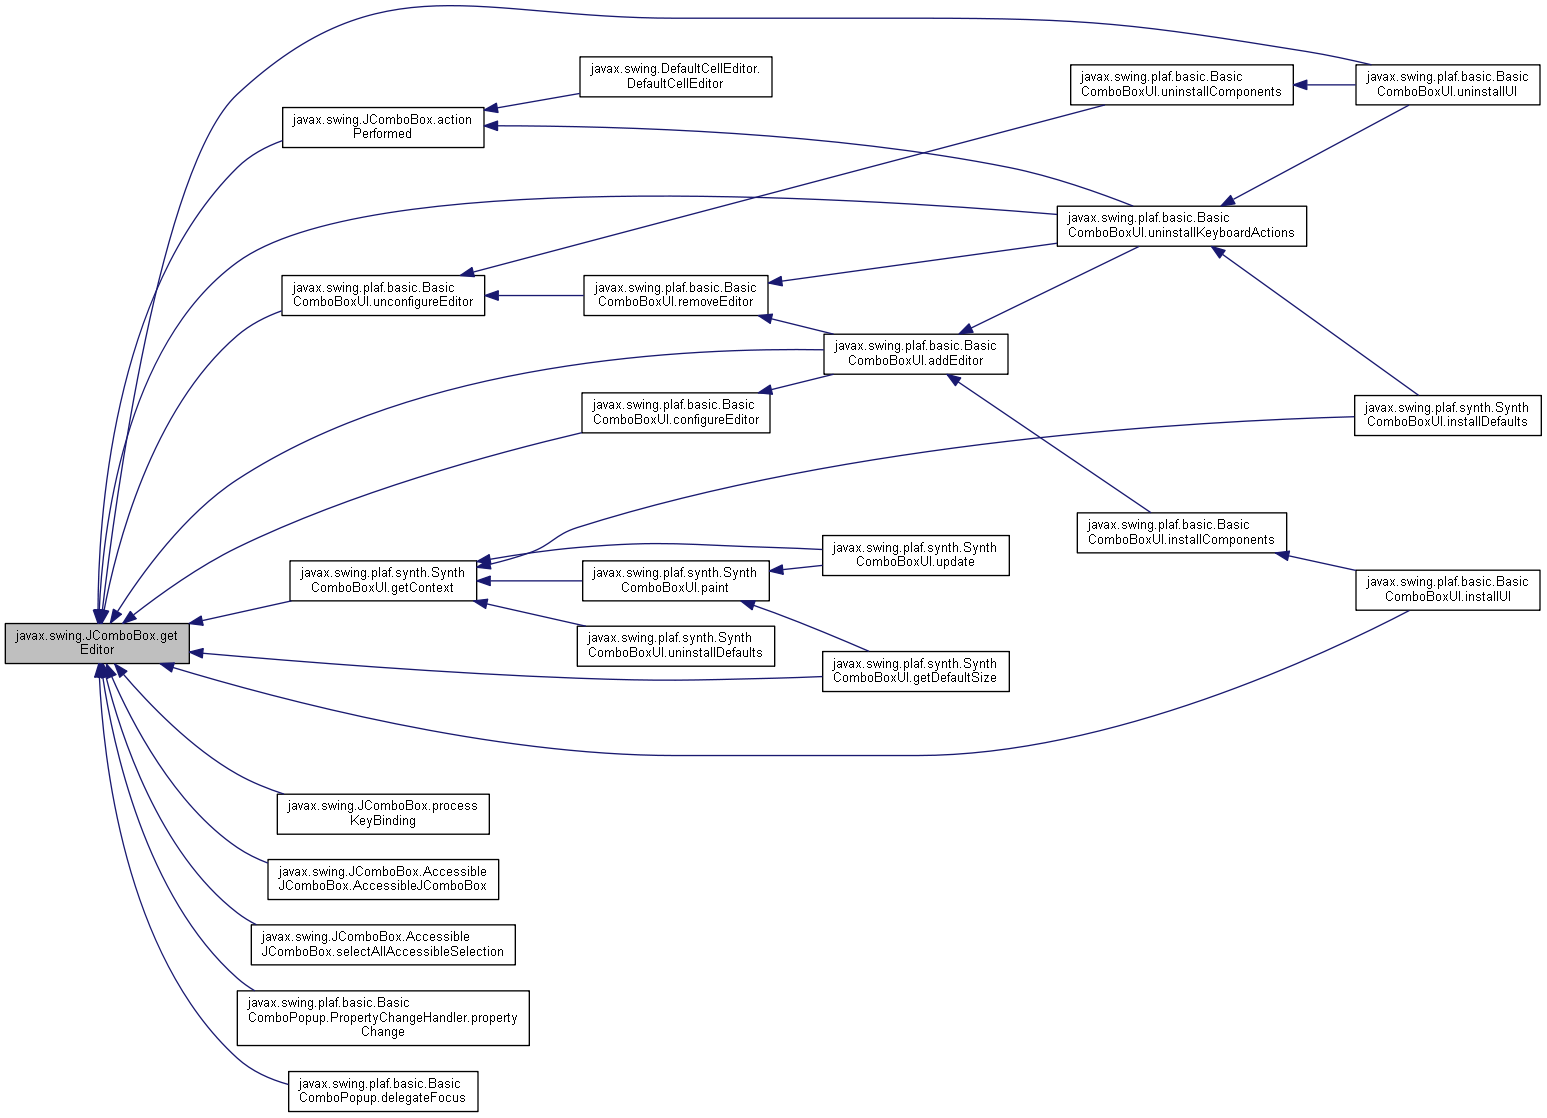 javax.swing.DefaultCellEditor.
DefaultCellEditor
javax.swing.plaf.basic.Basic
ComboBoxUI.uninstallComponents
javax.swing.plaf.basic.Basic
ComboBoxUI.uninstallUI
javax.swing.JComboBox.action
Performed
javax.swing.plaf.basic.Basic
ComboBoxUI.uninstallKeyboardActions
javax.swing.plaf.basic.Basic
ComboBoxUI.unconfigureEditor
javax.swing.plaf.basic.Basic
ComboBoxUI.removeEditor
javax.swing.plaf.basic.Basic
ComboBoxUI.addEditor
javax.swing.plaf.basic.Basic
ComboBoxUI.configureEditor
javax.swing.plaf.synth.Synth
ComboBoxUI.installDefaults
javax.swing.plaf.basic.Basic
ComboBoxUI.installComponents
javax.swing.plaf.synth.Synth
ComboBoxUI.update
javax.swing.plaf.synth.Synth
ComboBoxUI.getContext
javax.swing.plaf.synth.Synth
ComboBoxUI.paint
javax.swing.plaf.basic.Basic
ComboBoxUI.installUI
javax.swing.JComboBox.get
Editor
javax.swing.plaf.synth.Synth
ComboBoxUI.uninstallDefaults
javax.swing.plaf.synth.Synth
ComboBoxUI.getDefaultSize
javax.swing.JComboBox.process
KeyBinding
javax.swing.JComboBox.Accessible
JComboBox.AccessibleJComboBox
javax.swing.JComboBox.Accessible
JComboBox.selectAllAccessibleSelection
javax.swing.plaf.basic.Basic
ComboPopup.PropertyChangeHandler.property
Change
javax.swing.plaf.basic.Basic
ComboPopup.delegateFocus